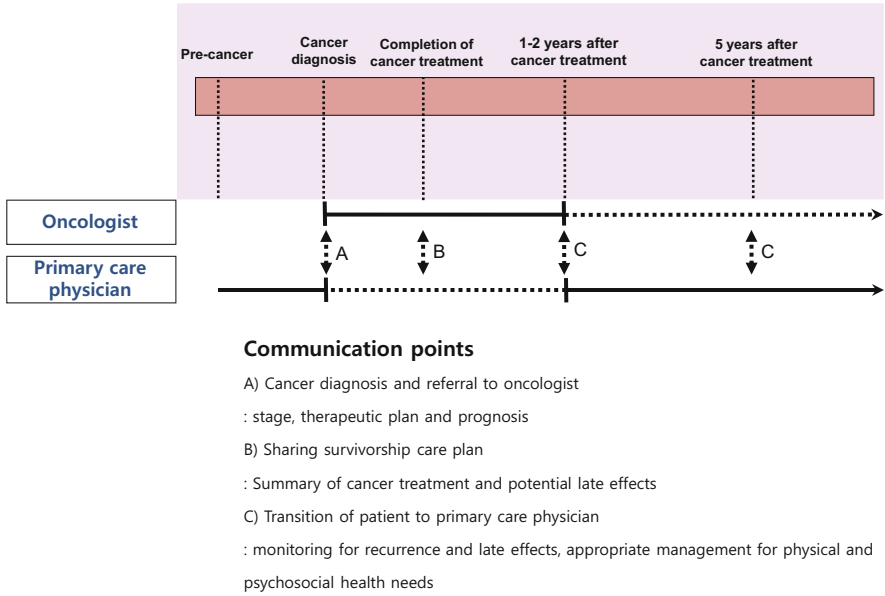 Pre-cancer
Cancer
diagnosis
Completion of
cancer treatment
1-2 years after
cancer treatment
5 years after
cancer treatment
Oncologist
A
B
C
C
Primary care
physician
Communication points
A) Cancer diagnosis and referral to oncologist
: stage, therapeutic plan and prognosis
B) Sharing survivorship care plan
: Summary of cancer treatment and potential late effects
C) Transition of patient to primary care physician
: monitoring for recurrence and late effects, appropriate management for physical and
psychosocial health needs